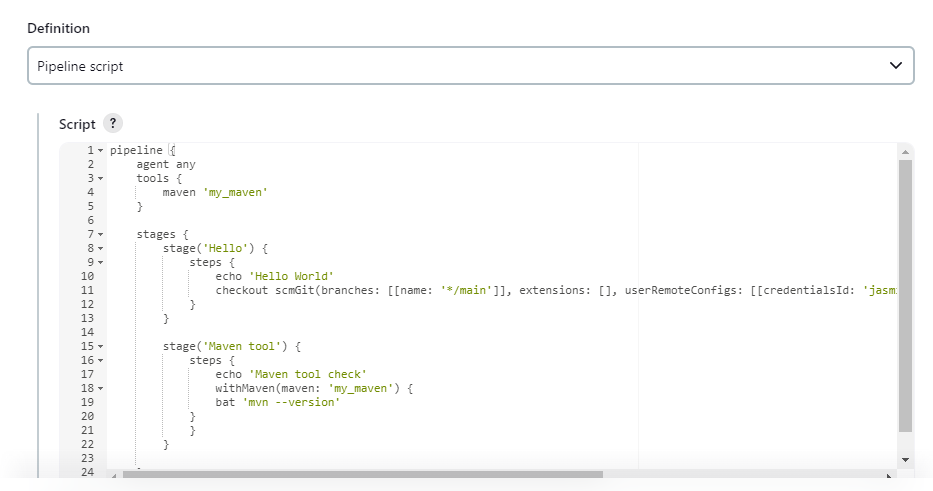 Definition
Pipeline script
Script ?
1 pipeline {
2     agent any
3     tools {
4         maven 'my_maven'
5     }
6
7     stages {
8         stage('Hello') {
9             steps {
10                 echo 'Hello World'
11                 checkout scmGit(branches: [[name: '*/main']], extensions: [], userRemoteConfigs: [[credentialsId: 'jasm
12             }
13         }
14
15         stage('Maven tool') {
16             steps {
17                 echo 'Maven tool check'
18                 withMaven(maven: 'my_maven') {
19                 bat 'mvn --version'
20             }
21             }
22         }
23
24